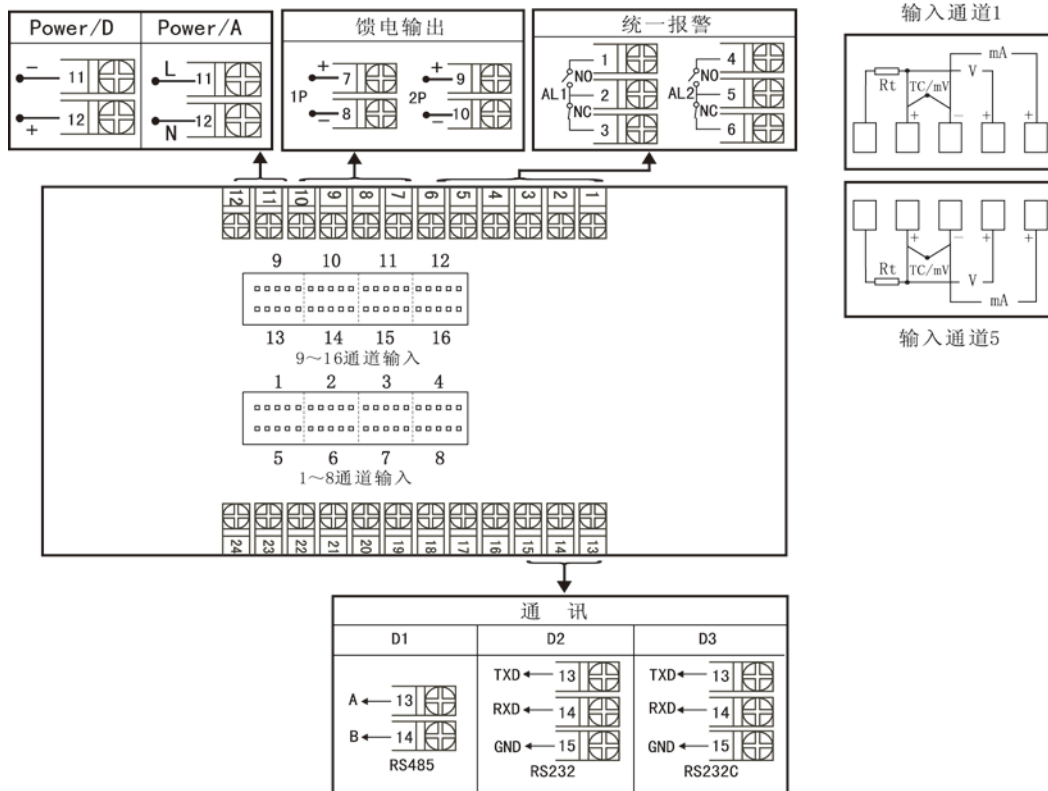 Power/D Power/A
− 11 L 11
+ 12 N 12
馈电输出
+ 7 + 9
1P 2P
− 8 − 10
统一报警
1 4
NO NO
AL1 2 AL2 5
NC NC
3 6
输入通道1
mA
V
Rt TC/mV
+ − + +
+ − + +
Rt TC/mV
V
mA
输入通道5
12 11 10 9 8 7 6 5 4 3 2 1
9 10 11 12
13 14 15 16
9～16通道输入
1 2 3 4
5 6 7 8
1～8通道输入
24 23 22 21 20 19 18 17 16 15 14 13
通 讯
D1 D2 D3
A 13
B 14
RS485
TXD 13
RXD 14
GND 15
RS232
TXD 13
RXD 14
GND 15
RS232C